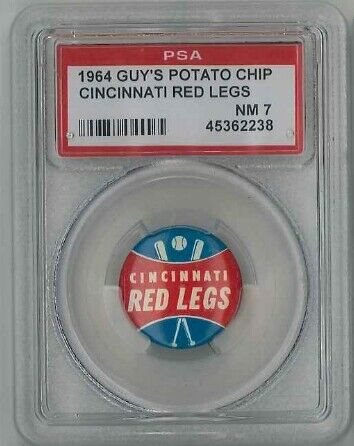 PSA
1964 GUY'S POTATO CHIP
CINCINNATI RED LEGS
NM 7
45362238
CINCINNATI
RED LEGS